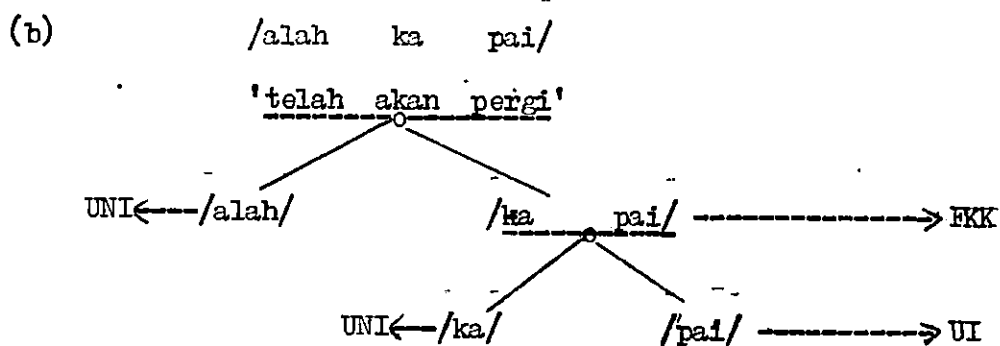 (b) /alah ka pai/
'telah akan pergi'
UNI /alah/ /ka pai/ FKK
UNI /ka/ /pai/ UI